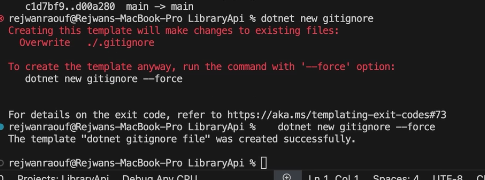 c1d7bf9..d00a280  main -> main
rejwanraouf@Rejwans-MacBook-Pro LibraryApi % dotnet new gitignore
Creating this template will make changes to existing files:
  Overwrite   ./.gitignore

To create the template anyway, run the command with '--force' option:
   dotnet new gitignore --force

For details on the exit code, refer to https://aka.ms/templating-exit-codes#73
rejwanraouf@Rejwans-MacBook-Pro LibraryApi %    dotnet new gitignore --force
The template "dotnet gitignore file" was created successfully.

rejwanraouf@Rejwans-MacBook-Pro LibraryApi %
Projects: LibraryApi   Debug Any CPU   Ln 1, Col 1   Spaces: 4   UTF-8